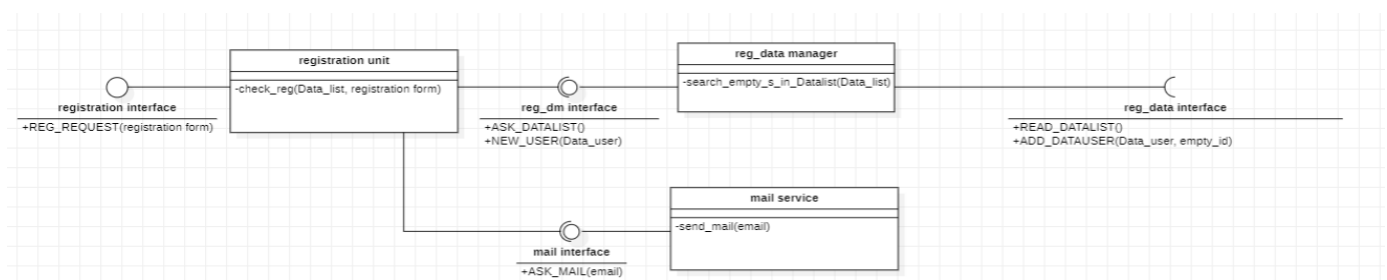 registration unit
-check_reg(Data_list, registration form)
registration interface
+REG_REQUEST(registration form)
reg_dm interface
+ASK_DATALIST()
+NEW_USER(Data_user)
reg_data manager
-search_empty_s_in_Datalist(Data_list)
reg_data interface
+READ_DATALIST()
+ADD_DATAUSER(Data_user, empty_id)
mail service
-send_mail(email)
mail interface
+ASK_MAIL(email)